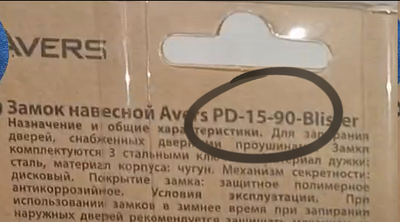 AVERS
) Замок навесной Avers PD-15-90-Blister
Назначение и общие характеристики. Для запирания
дверей, снабженных дверными проушинами. Замки
комплектуются 3 стальными материал дужки:
сталь, материал корпуса: чугун. Механизм секретности:
дисковый. Покрытие замка: защитное полимерное
антикоррозийное. Условия эксплуатации. При
использовании замков в зимнее время при запирании
наружных дверей рекомендуется